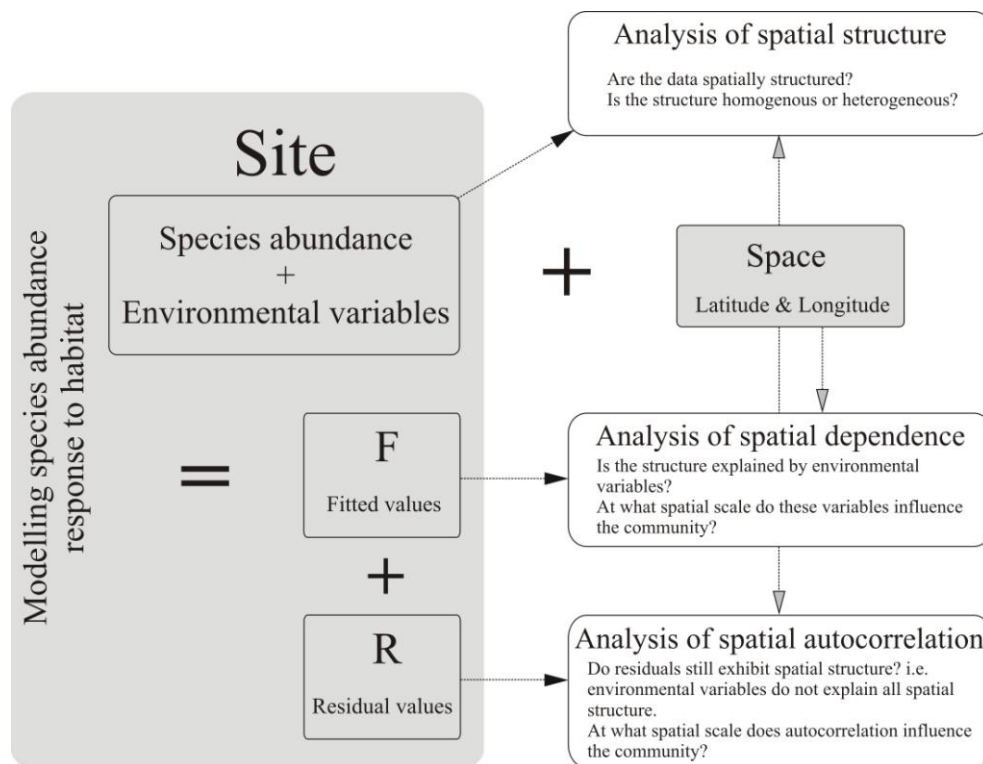 Analysis of spatial structure
Are the data spatially structured?
Is the structure homogenous or heterogeneous?
Modelling species abundance
response to habitat
Site
Species abundance
+
Environmental variables
+
Space
Latitude & Longitude
=
F
Fitted values
+
R
Residual values
Analysis of spatial dependence
Is the structure explained by environmental
variables?
At what spatial scale do these variables influence
the community?
Analysis of spatial autocorrelation
Do residuals still exhibit spatial structure? i.e.
environmental variables do not explain all spatial
structure.
At what spatial scale does autocorrelation influence
the community?